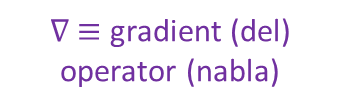 ∇ ≡ gradient (del)
operator (nabla)